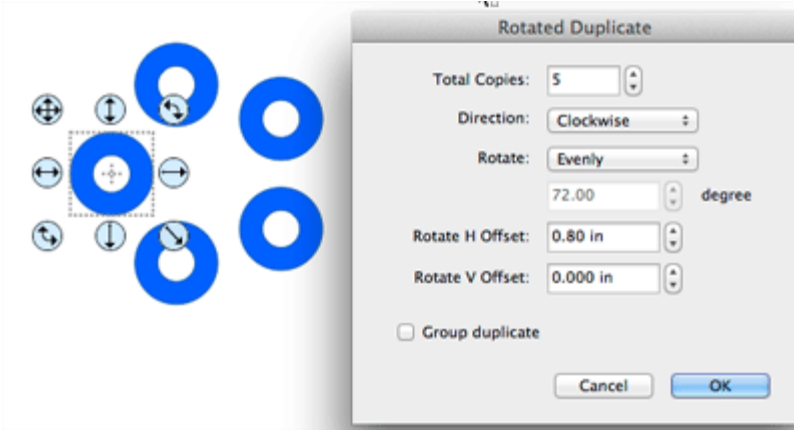 Rotated Duplicate
Total Copies: 5
Direction: Clockwise
Rotate: Evenly
72.00 degree
Rotate H Offset: 0.80 in
Rotate V Offset: 0.000 in
Group duplicate
Cancel OK